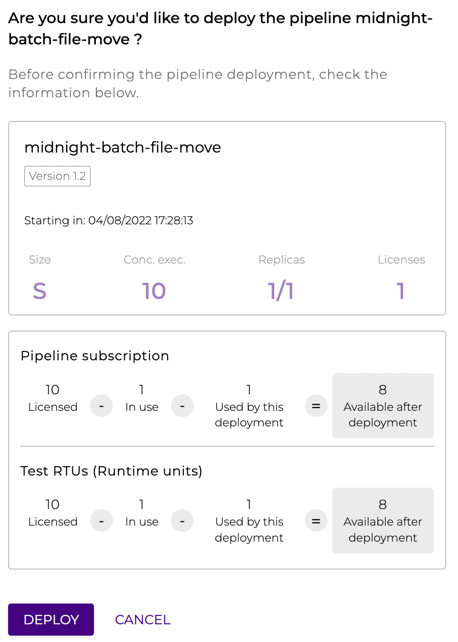 Are you sure you'd like to deploy the pipeline midnight-
batch-file-move ?
Before confirming the pipeline deployment, check the
information below.
midnight-batch-file-move
Version 1.2
Starting in: 04/08/2022 17:28:13
Size Conc. exec. Replicas Licenses
S 10 1/1 1
Pipeline subscription
10 1 1 8
Licensed - In use - Used by this = Available after
deployment deployment
Test RTUs (Runtime units)
10 1 1 8
Licensed - In use - Used by this = Available after
deployment deployment
DEPLOY CANCEL